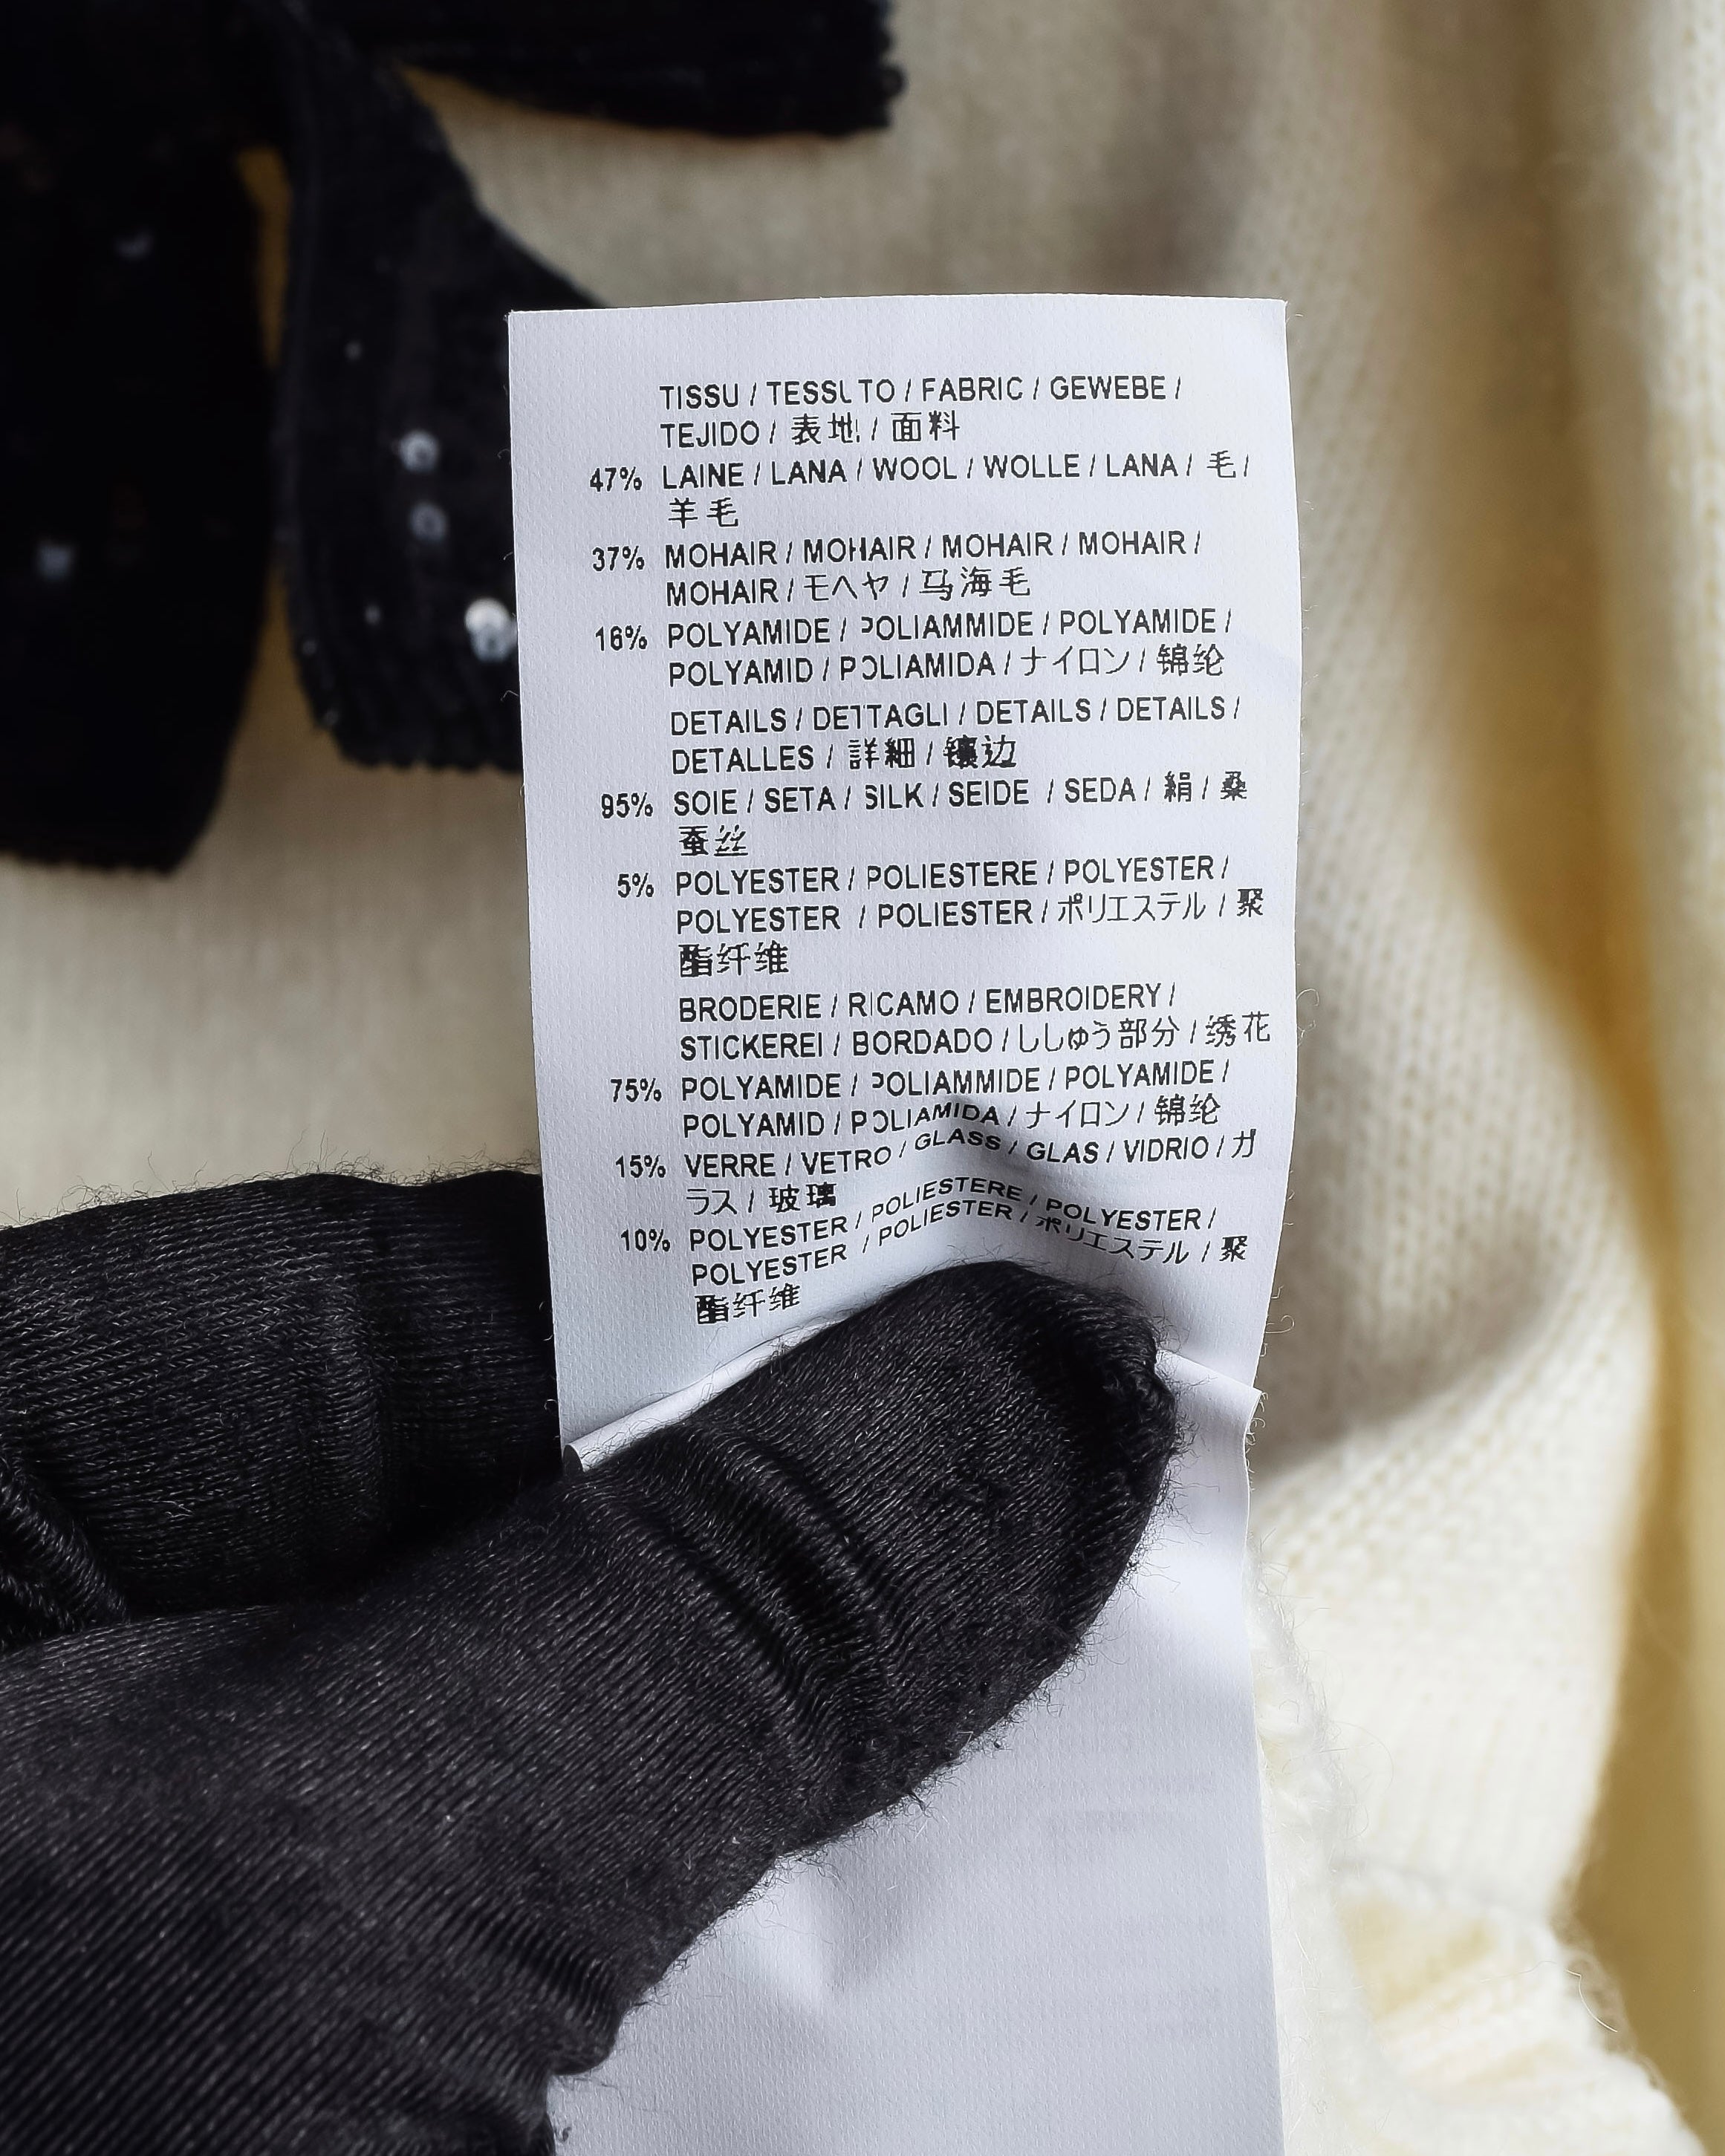 TISSU / TESSUTO / FABRIC / GEWEBE /
TEJIDO / 表地 / 面料
47% LAINE / LANA / WOOL / WOLLE / LANA / 毛 /
羊毛
37% MOHAIR / MOHAIR / MOHAIR / MOHAIR /
MOHAIR / モヘヤ / 马海毛
16% POLYAMIDE / POLIAMMIDE / POLYAMIDE /
POLYAMID / POLIAMIDA / ナイロン / 锦纶
DETAILS / DETTAGLI / DETAILS / DETAILS /
DETALLES / 詳細 / 镶边
95% SOIE / SETA / SILK / SEIDE / SEDA / 絹 / 桑
蚕丝
5% POLYESTER / POLIESTERE / POLYESTER /
POLYESTER / POLIESTER / ポリエステル / 聚
酯纤维
BRODERIE / RICAMO / EMBROIDERY /
STICKEREI / BORDADO / ししゅう部分 / 绣花
75% POLYAMIDE / POLIAMMIDE / POLYAMIDE /
POLYAMID / POLIAMIDA / ナイロン / 锦纶
15% VERRE / VETRO / GLASS / GLAS / VIDRIO / ガ
ラス / 玻璃
10% POLYESTER / POLIESTERE / POLYESTER /
POLYESTER / POLIESTER / ポリエステル / 聚
酯纤维